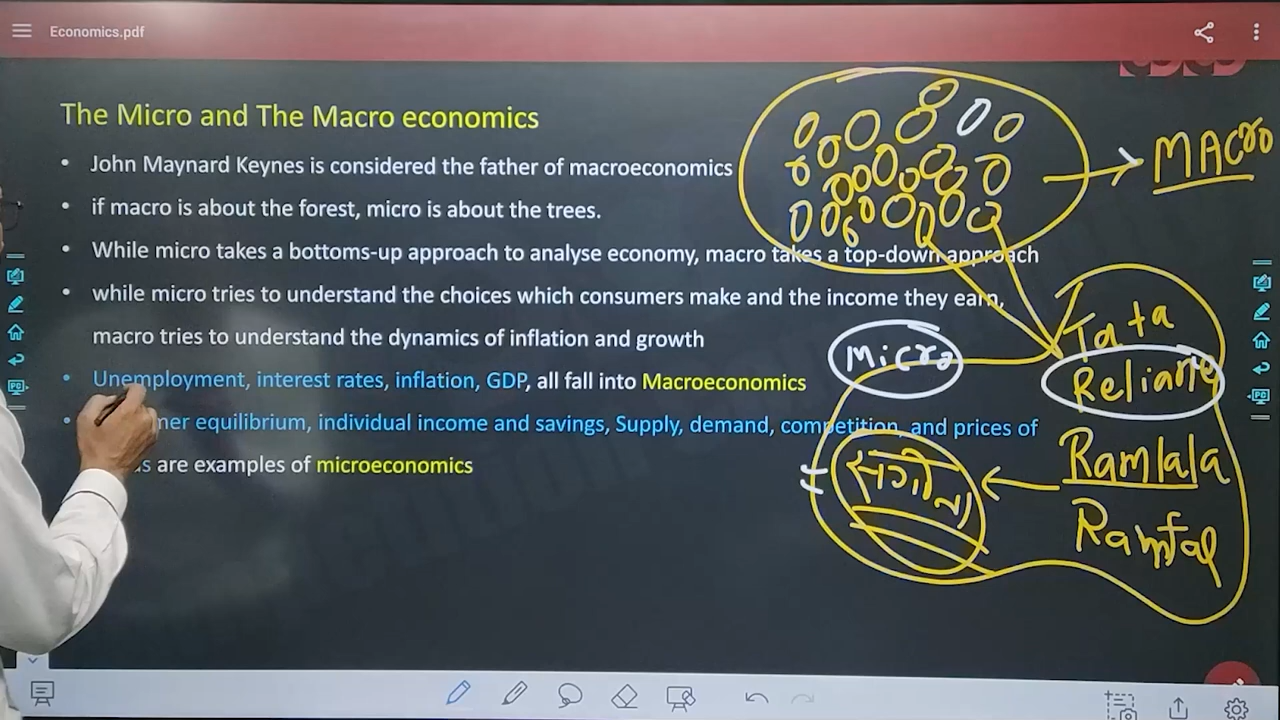 Economics.pdf
The Micro and The Macro economics
• John Maynard Keynes is considered the father of macroeconomics
• if macro is about the forest, micro is about the trees.
• While micro takes a bottoms-up approach to analyse economy, macro takes a top-down approach
• while micro tries to understand the choices which consumers make and the income they earn,
macro tries to understand the dynamics of inflation and growth
• Unemployment, interest rates, inflation, GDP, all fall into Macroeconomics
• equilibrium, individual income and savings, Supply, demand, competition, and prices of
are examples of microeconomics
MACRO
Micro
Tata
Ramlala